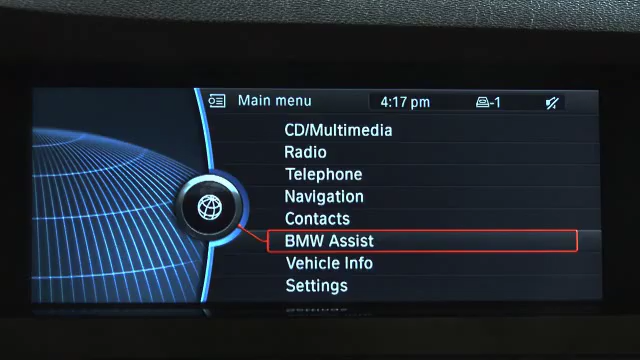 Main menu 4:17 pm -1
CD/Multimedia
Radio
Telephone
Navigation
Contacts
BMW Assist
Vehicle Info
Settings